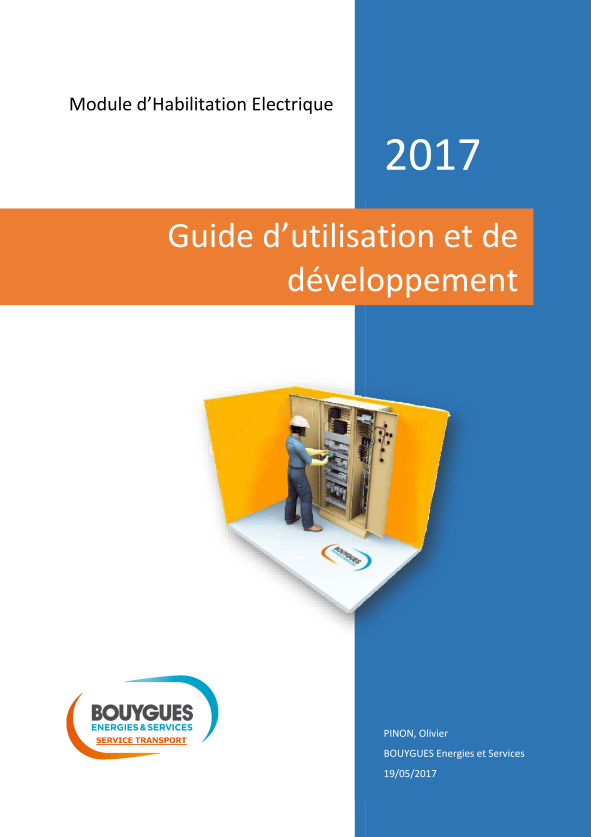 Module d’Habilitation Electrique
2017
Guide d’utilisation et de
développement
BOUYGUES
BOUYGUES
ENERGIES & SERVICES
SERVICE TRANSPORT
PINON, Olivier
BOUYGUES Energies et Services
19/05/2017